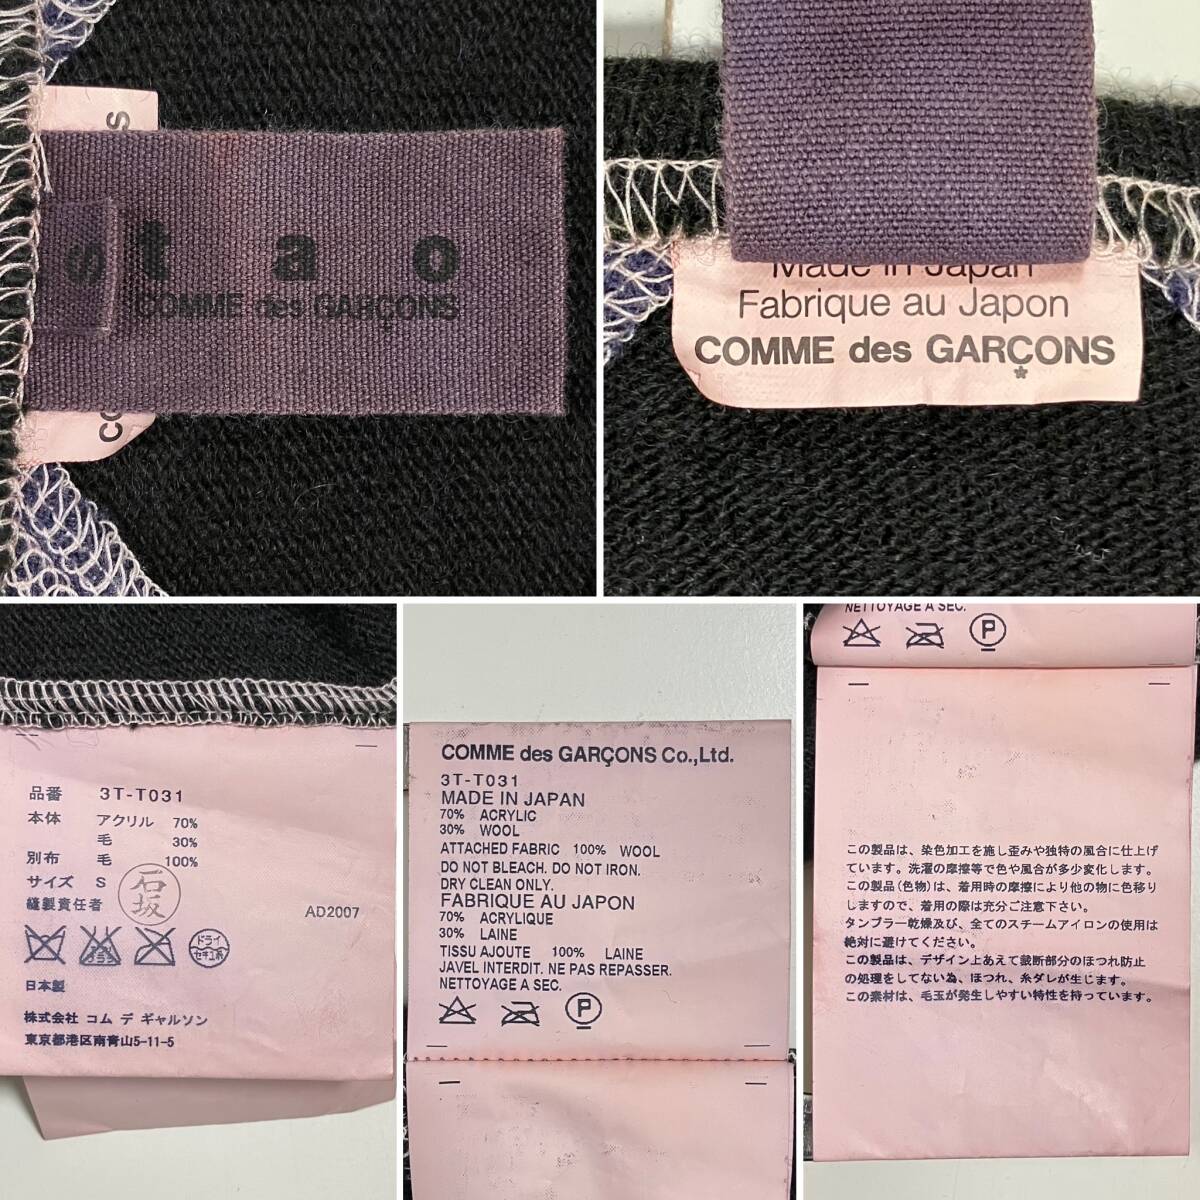 s
t a o
COMME des GARÇONS
s
co
Made in Japan
Fabrique au Japon
COMME des GARÇONS
*
品番 3T-T031
本体 アクリル 70%
毛 30%
別布 毛 100%
サイズ S
縫製責任者 石坂
AD2007
エンソサラシ
ドライ
セキユ系
日本製
株式会社 コム デ ギャルソン
東京都港区南青山5-11-5
COMME des GARÇONS Co.,Ltd.
3T-T031
MADE IN JAPAN
70% ACRYLIC
30% WOOL
ATTACHED FABRIC 100% WOOL
DO NOT BLEACH. DO NOT IRON.
DRY CLEAN ONLY.
FABRIQUE AU JAPON
70% ACRYLIQUE
30% LAINE
TISSU AJOUTE 100% LAINE
JAVEL INTERDIT. NE PAS REPASSER.
NETTOYAGE A SEC.
P
NETTOYAGE A SEC.
P
この製品は、染色加工を施し歪みや独特の風合に仕上げ
ています。洗濯の摩擦等で色や風合が多少変化します。
この製品(色物)は、着用時の摩擦により他の物に色移り
しますので、着用の際は充分ご注意下さい。
タンブラー乾燥及び、全てのスチームアイロンの使用は
絶対に避けてください。
この製品は、デザイン上あえて裁断部分のほつれ防止
の処理をしてない為、ほつれ、糸ダレが生じます。
この素材は、毛玉が発生しやすい特性を持っています。